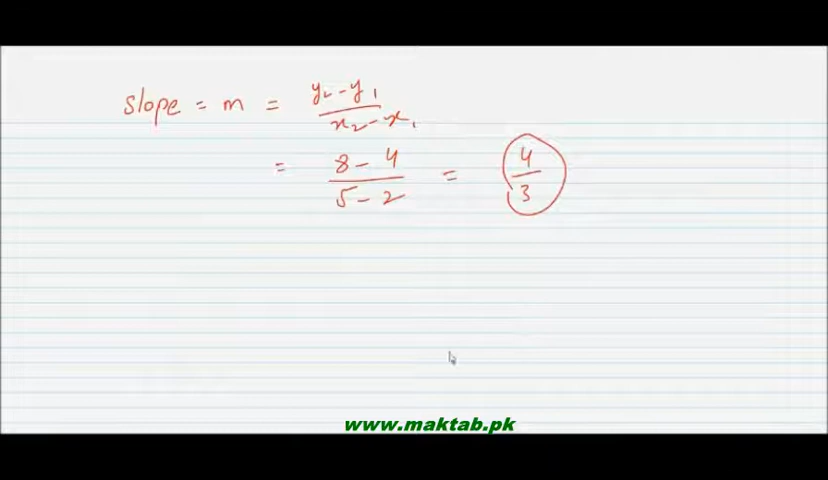 slope = m = y₂ - y₁ / x₂ - x₁
= 8 - 4 / 5 - 2 = 4 / 3
www.maktab.pk